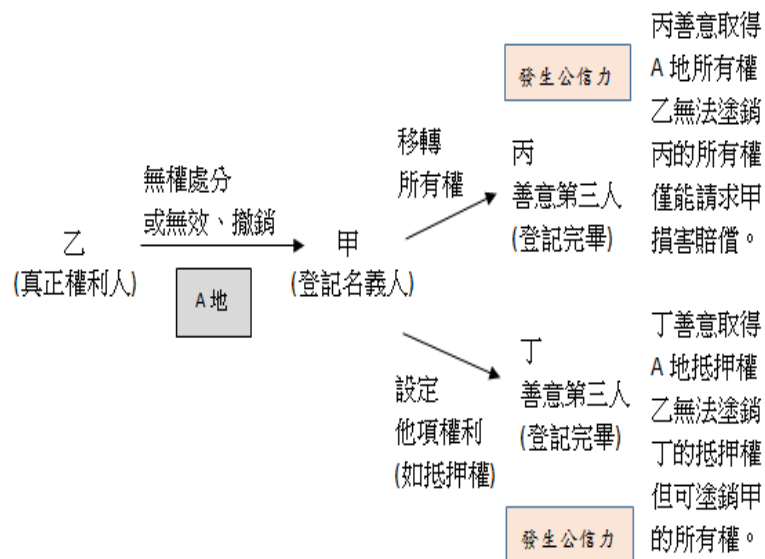 發生公信力
丙善意取得
A 地所有權
乙無法塗銷
丙的所有權
僅能請求甲
損害賠償。
移轉
所有權
丙
善意第三人
(登記完畢)
無權處分
或無效、撤銷
乙
(真正權利人)
A 地
甲
(登記名義人)
設定
他項權利
(如抵押權)
丁
善意第三人
(登記完畢)
發生公信力
丁善意取得
A 地抵押權
乙無法塗銷
丁的抵押權
但可塗銷甲
的所有權。